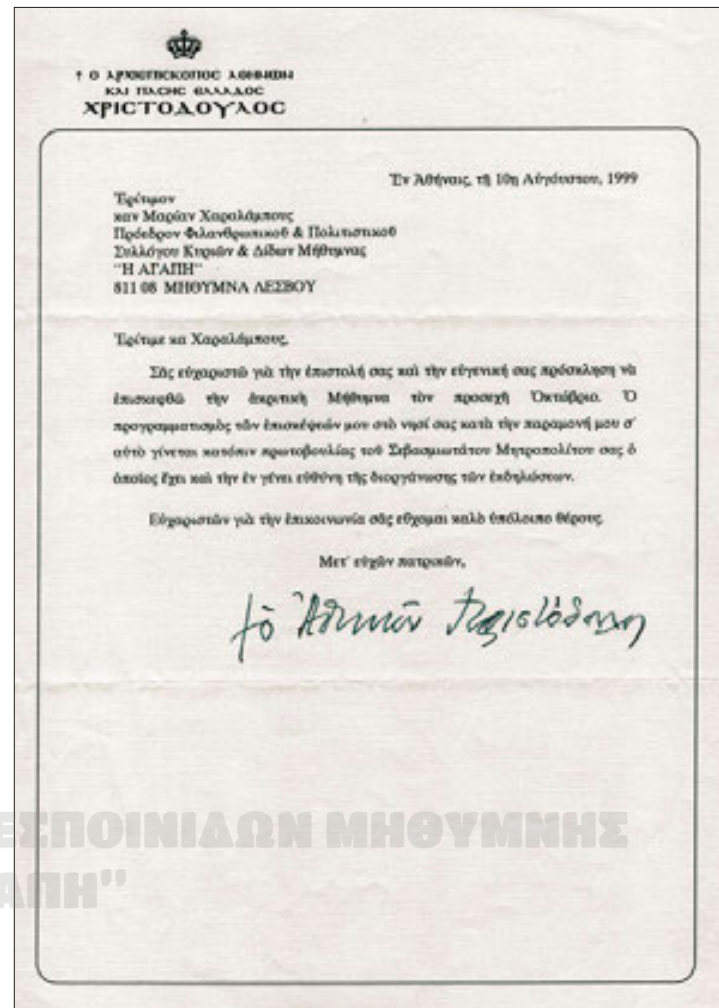 † Ο ΑΡΧΙΕΠΙΣΚΟΠΟΣ ΑΘΗΝΩΝ
ΚΑΙ ΠΑΣΗΣ ΕΛΛΑΔΟΣ
ΧΡΙΣΤΟΔΟΥΛΟΣ
Ἐν Ἀθήναις, τῇ 10ῃ Αὐγούστου, 1999
Ἐρίτιμον
καν Μαρίαν Χαραλάμπους
Πρόεδρον Φιλανθρωπικοῦ & Πολιτιστικοῦ
Συλλόγου Κυριῶν & Δίδων Μήθυμνας
"Η ΑΓΑΠΗ"
811 08 ΜΗΘΥΜΝΑ ΛΕΣΒΟΥ
Ἐρίτιμε κα Χαραλάμπους,
Σᾶς εὐχαριστῶ γιὰ τὴν ἐπιστολή σας καὶ τὴν εὐγενική σας πρόσκληση νὰ
ἐπισκεφθῶ τὴν ἀκριτικὴ Μήθυμνα τὸν προσεχῆ Ὀκτώβριο. Ὁ
προγραμματισμὸς τῶν ἐπισκέψεών μου στὸ νησί σας κατὰ τὴν παραμονή μου σ'
αὐτὸ γίνεται κατόπιν πρωτοβουλίας τοῦ Σεβασμιωτάτου Μητροπολίτου σας ὁ
ὁποῖος ἔχει καὶ τὴν ἐν γένει εὐθύνη τῆς διοργάνωσης τῶν ἐκδηλώσεων.
Εὐχαριστῶν γιὰ τὴν ἐπικοινωνία σᾶς εὔχομαι καλὸ ὑπόλοιπο θέρους.
Μετ' εὐχῶν πατρικῶν,
† ὁ Ἀθηνῶν Χριστόδουλος
ΕΣΠΟΙΝΙΔΩΝ ΜΗΘΥΜΝΗΣ
ΑΠΗ"